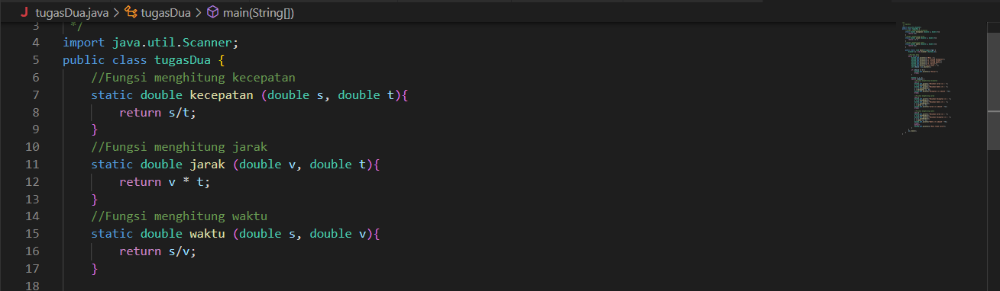 tugasDua.java > tugasDua > main(String[])
3 */
4 import java.util.Scanner;
5 public class tugasDua {
6 //Fungsi menghitung kecepatan
7 static double kecepatan (double s, double t){
8 return s/t;
9 }
10 //Fungsi menghitung jarak
11 static double jarak (double v, double t){
12 return v * t;
13 }
14 //Fungsi menghitung waktu
15 static double waktu (double s, double v){
16 return s/v;
17 }
18